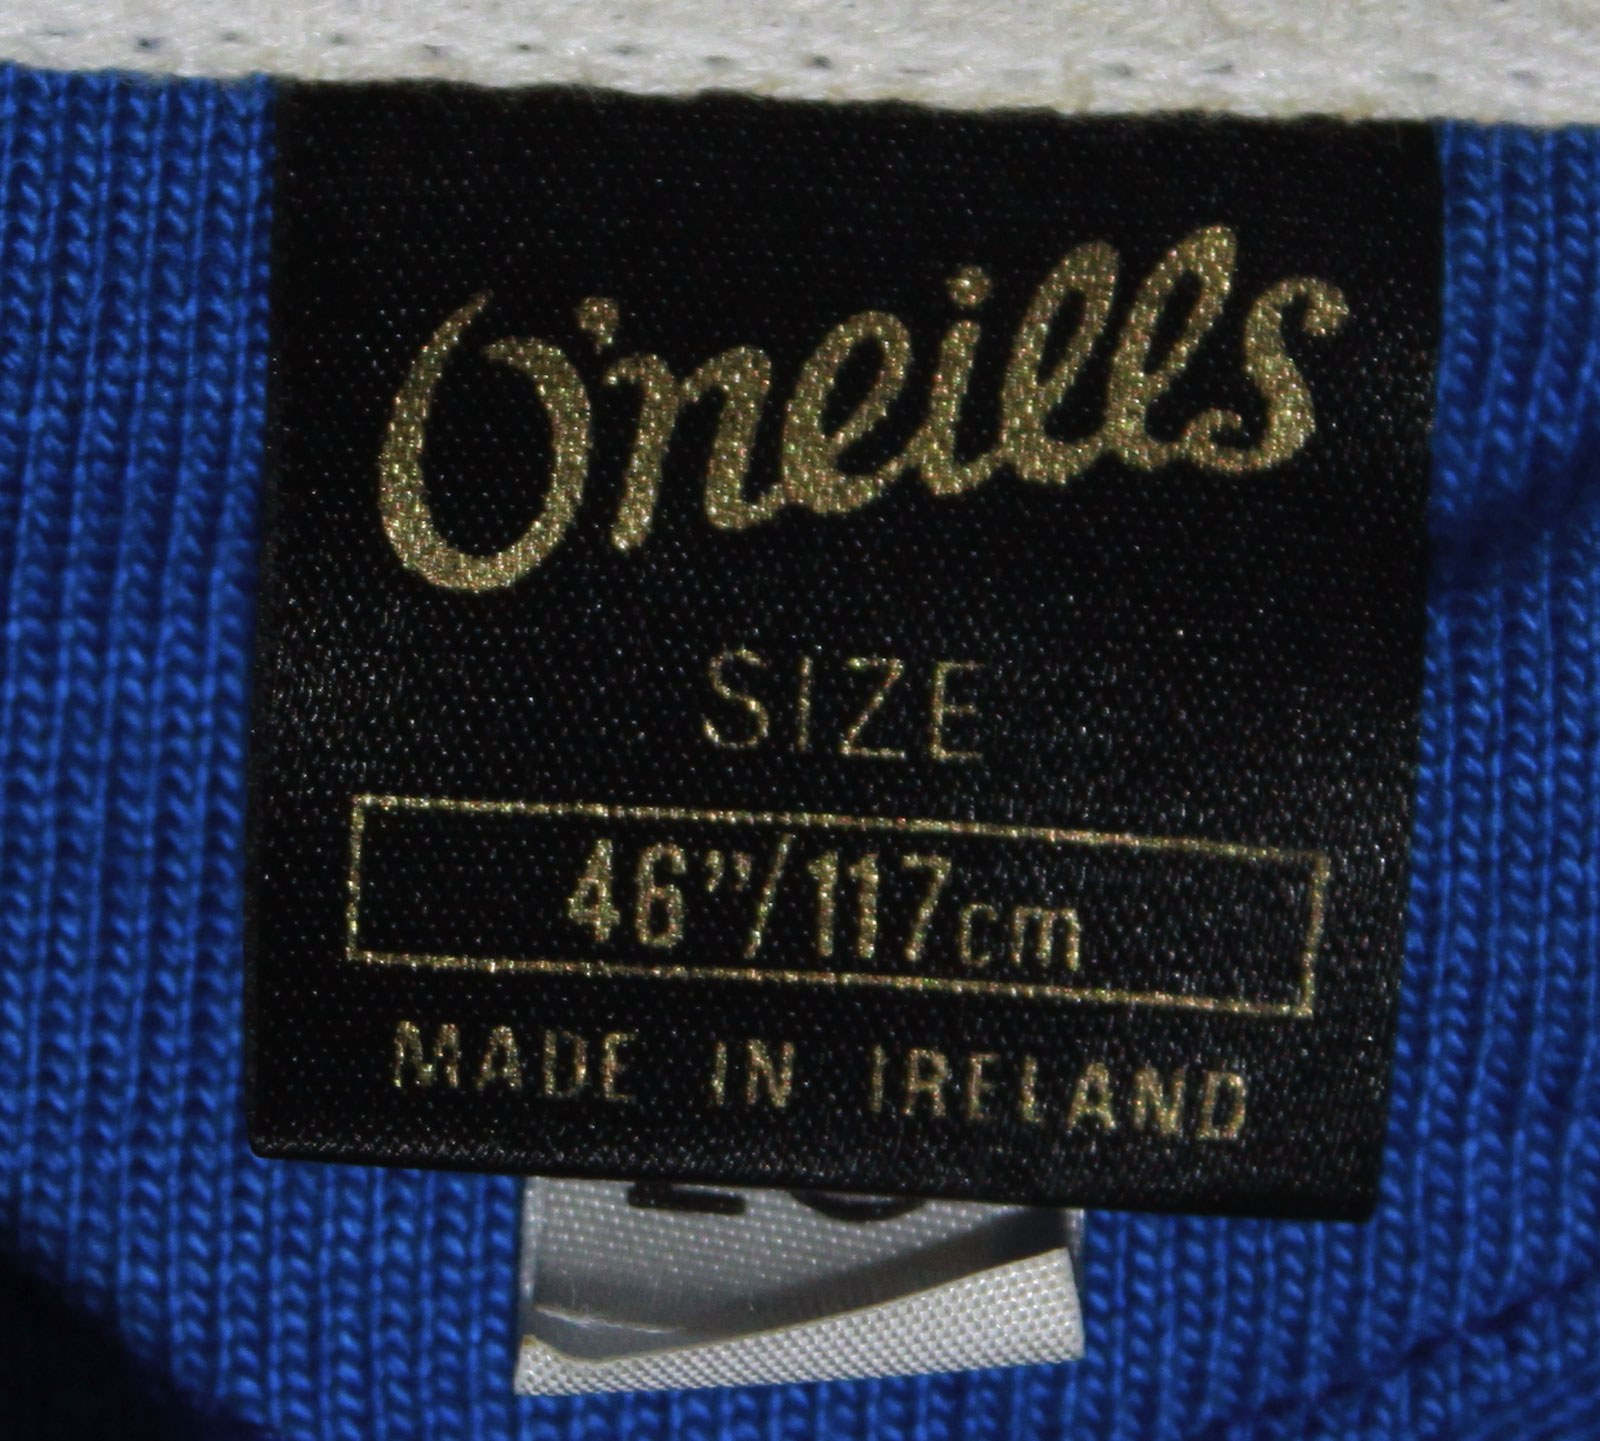 O'neills
SIZE
46”/117cm
MADE IN IRELAND